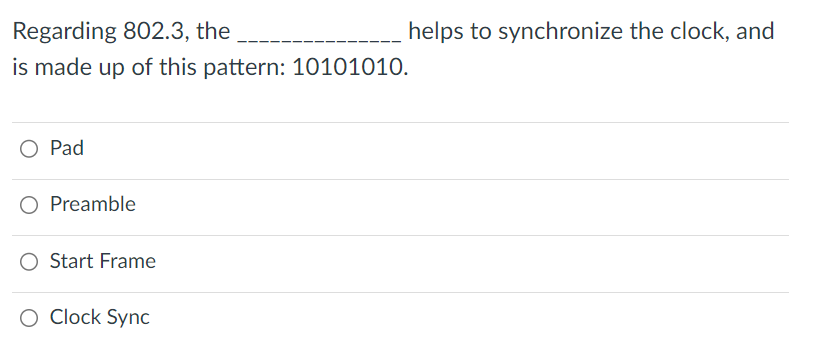 Regarding 802.3, the _______________ helps to synchronize the clock, and
is made up of this pattern: 10101010.
Pad
Preamble
Start Frame
Clock Sync